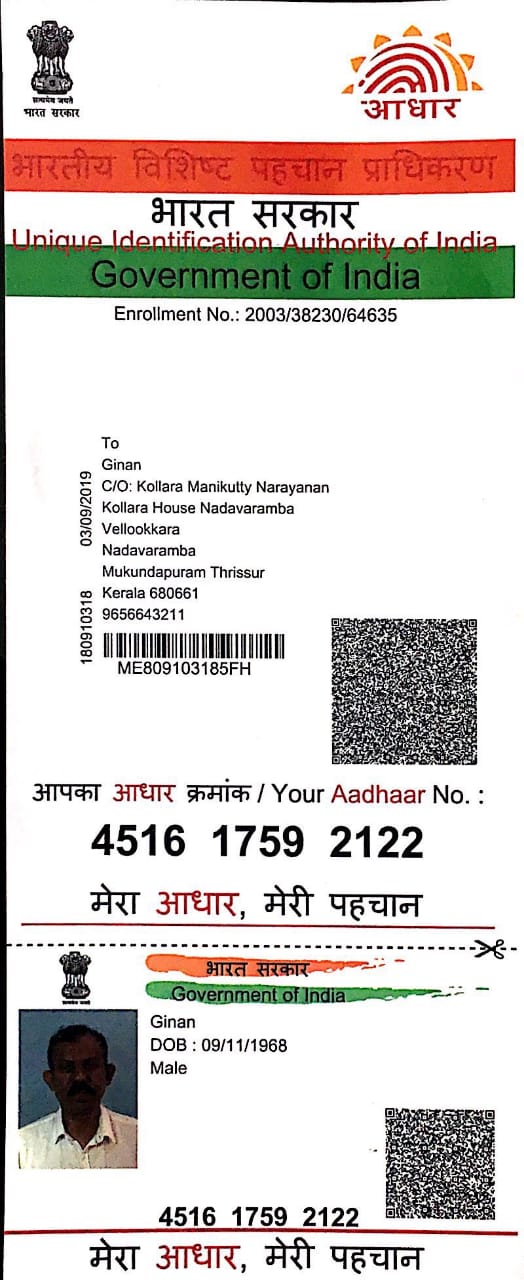 सत्यमेव जयते
भारत सरकार
आधार
भारतीय विशिष्ट पहचान प्राधिकरण
भारत सरकार
Unique Identification Authority of India
Government of India
Enrollment No.: 2003/38230/64635
To
Ginan
C/O: Kollara Manikutty Narayanan
Kollara House Nadavaramba
Vellookkara
Nadavaramba
Mukundapuram Thrissur
Kerala 680661
9656643211
180910318 03/09/2019
ME809103185FH
आपका आधार क्रमांक / Your Aadhaar No. :
4516 1759 2122
मेरा आधार, मेरी पहचान
भारत सरकार
Government of India
Ginan
DOB : 09/11/1968
Male
4516 1759 2122
मेरा आधार, मेरी पहचान